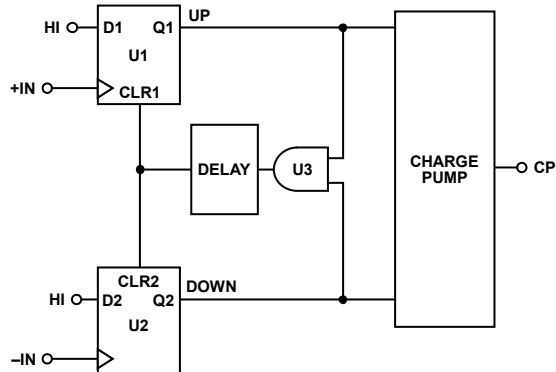 UP
HI D1 Q1
U1
+IN
CLR1
DELAY U3 CHARGE PUMP CP
CLR2
DOWN
HI D2 Q2
U2
–IN